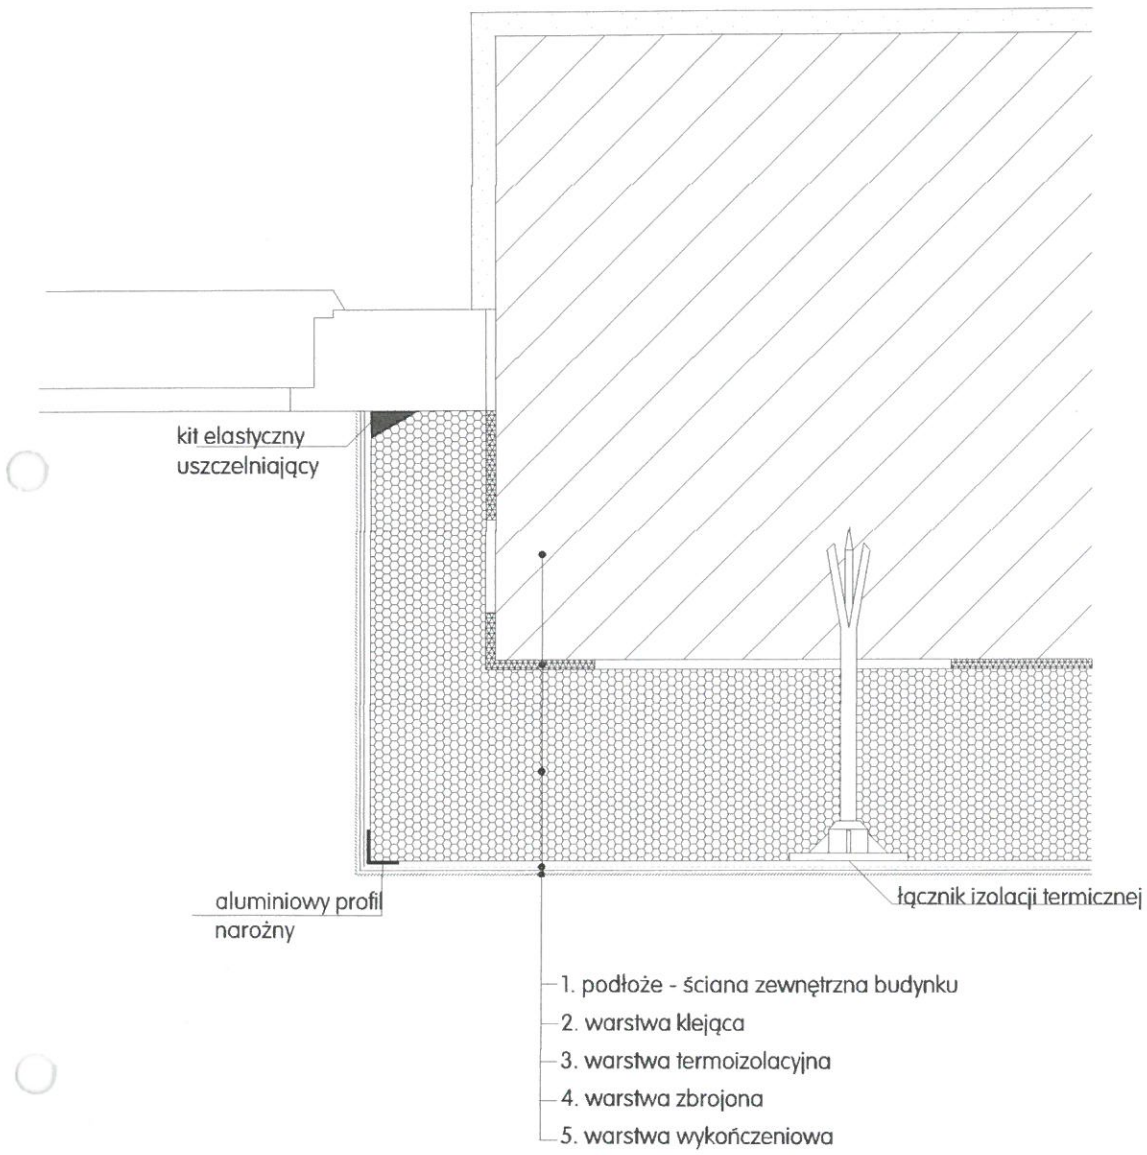 kit elastyczny
uszczelniający
aluminiowy profil
narożny
łącznik izolacji termicznej
1. podłoże - ściana zewnętrzna budynku
2. warstwa klejąca
3. warstwa termoizolacyjna
4. warstwa zbrojona
5. warstwa wykończeniowa